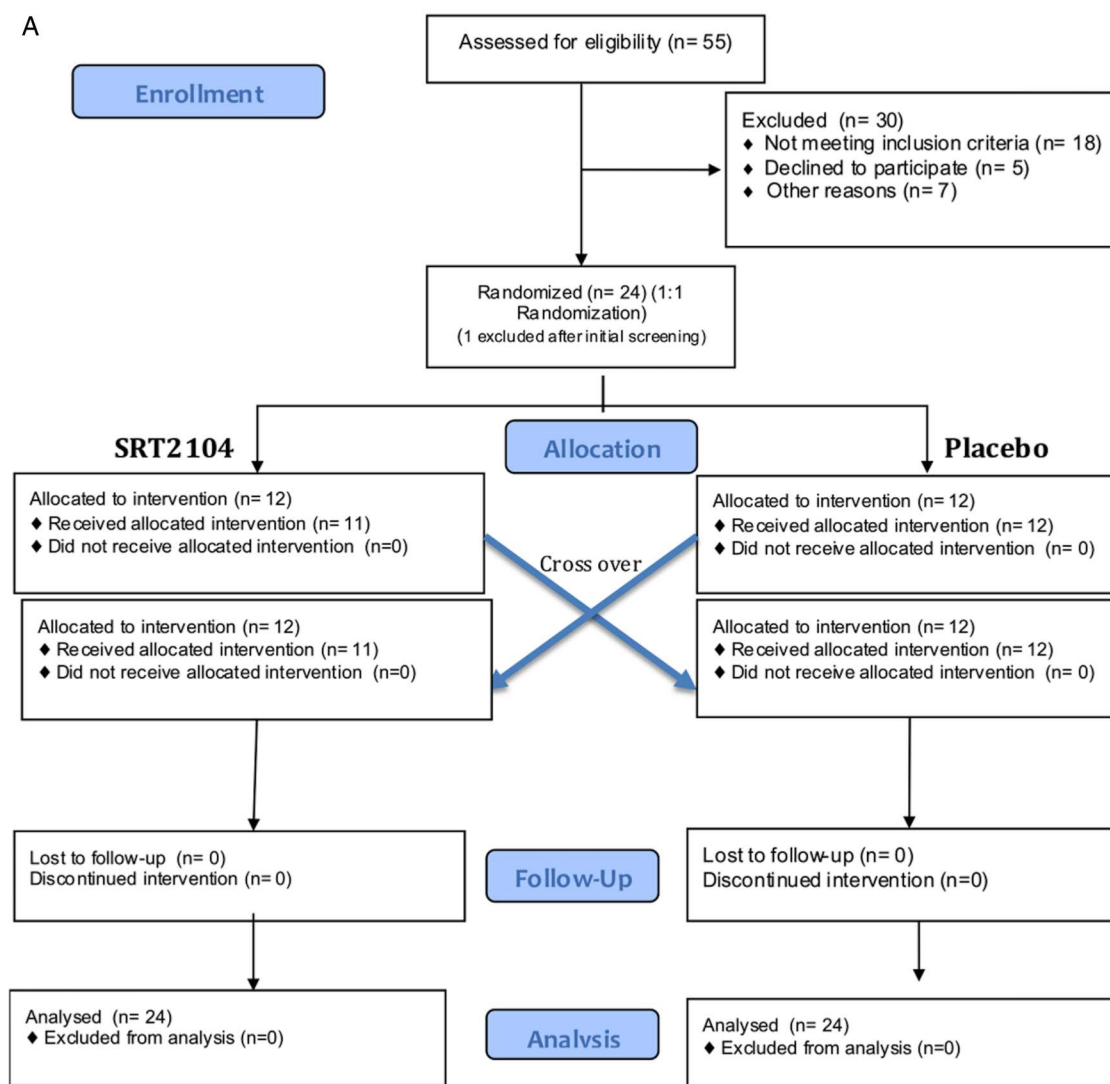 A
Assessed for eligibility (n= 55)
Enrollment
Excluded (n= 30)
♦ Not meeting inclusion criteria (n= 18)
♦ Declined to participate (n= 5)
♦ Other reasons (n= 7)
Randomized (n= 24) (1:1
Randomization)
(1 excluded after initial screening)
SRT2104
Allocation
Placebo
Allocated to intervention (n= 12)
♦ Received allocated intervention (n= 11)
♦ Did not receive allocated intervention (n=0)
Allocated to intervention (n= 12)
♦ Received allocated intervention (n= 12)
♦ Did not receive allocated intervention (n= 0)
Cross over
Allocated to intervention (n= 12)
♦ Received allocated intervention (n= 11)
♦ Did not receive allocated intervention (n=0)
Allocated to intervention (n= 12)
♦ Received allocated intervention (n= 12)
♦ Did not receive allocated intervention (n= 0)
Lost to follow-up (n= 0)
Discontinued intervention (n= 0)
Follow-Up
Lost to follow-up (n= 0)
Discontinued intervention (n=0)
Analysed (n= 24)
♦ Excluded from analysis (n=0)
Analysis
Analysed (n= 24)
♦ Excluded from analysis (n=0)